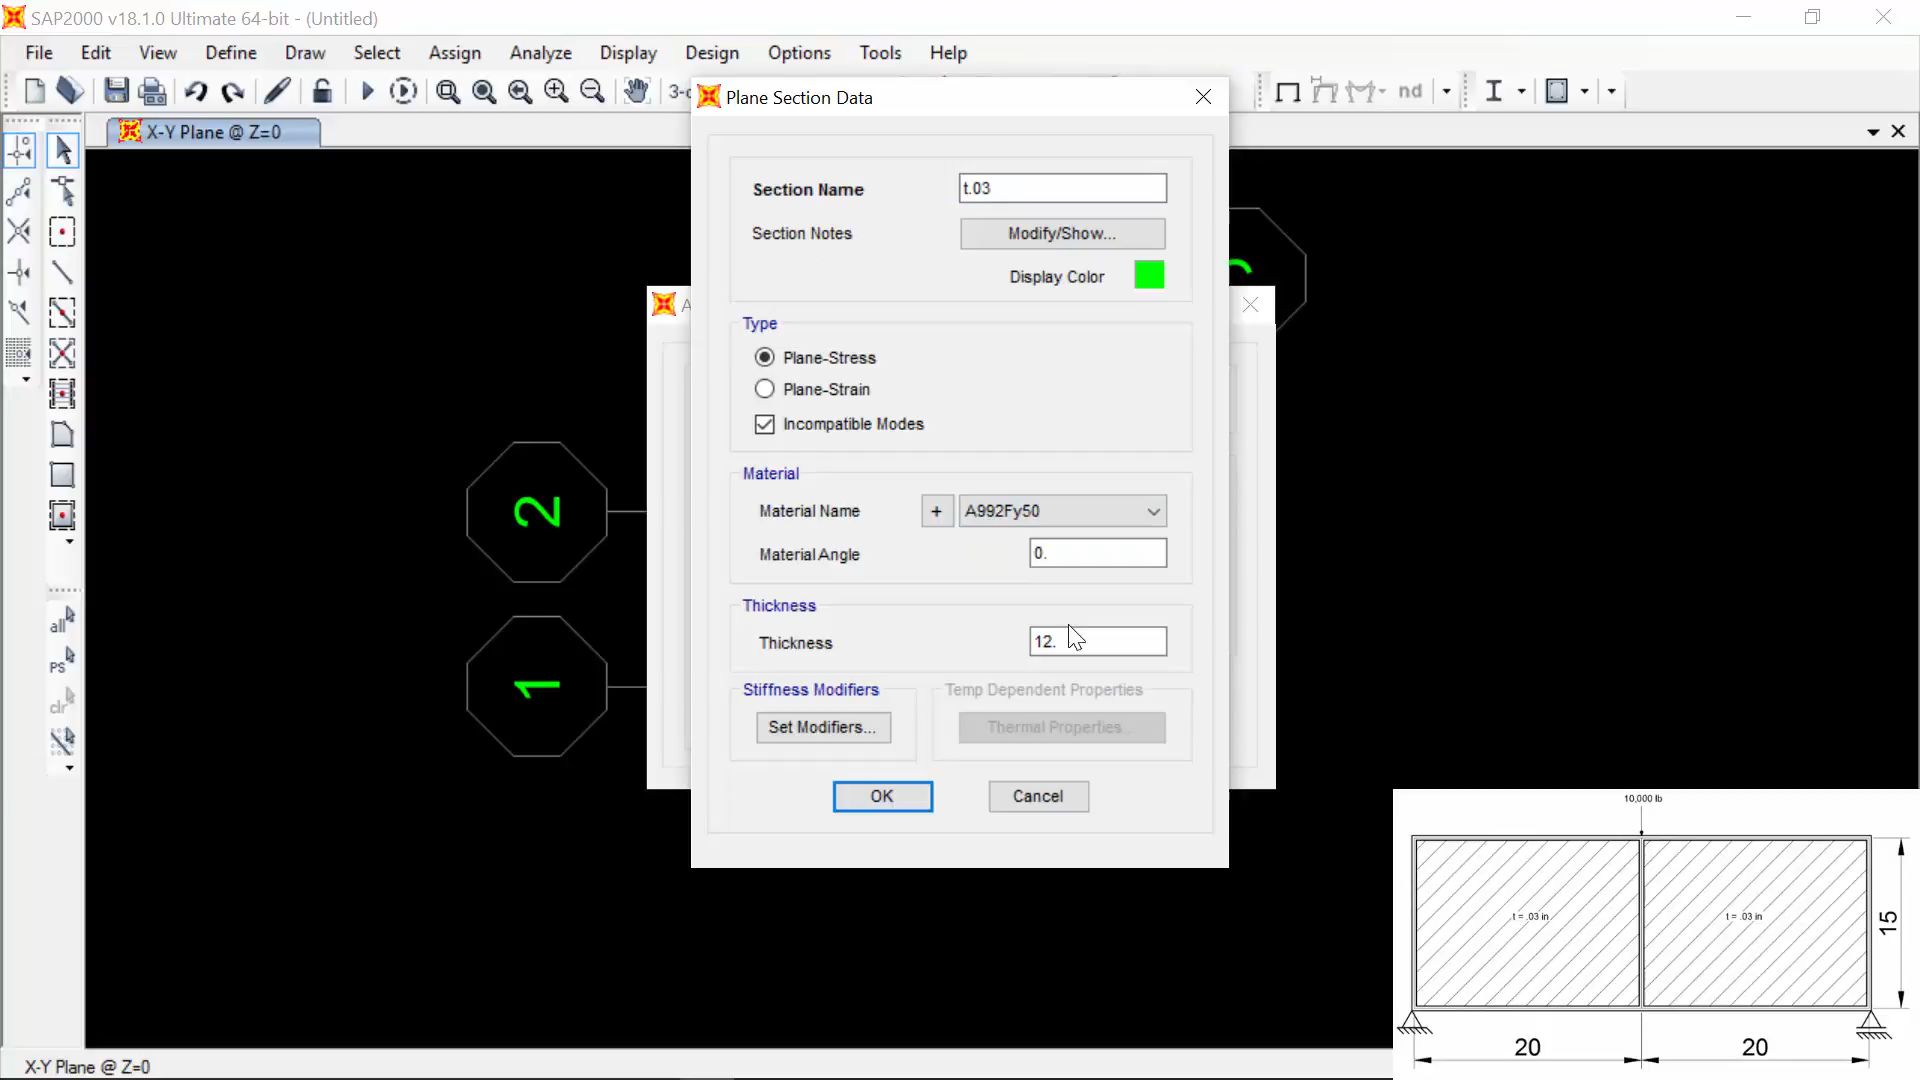 SAP2000 v18.1.0 Ultimate 64-bit - (Untitled)
File Edit View Define Draw Select Assign Analyze Display Design Options Tools Help
3-d
nd
X-Y Plane @ Z=0
Plane Section Data
Section Name t.03
Section Notes Modify/Show...
Display Color
Type
Plane-Stress
Plane-Strain
Incompatible Modes
Material
Material Name + A992Fy50
Material Angle 0.
Thickness
Thickness 12.
Stiffness Modifiers
Set Modifiers...
Temp Dependent Properties
Thermal Properties...
OK Cancel
A
2
1
all
PS
clr
10,000 lb
t = .03 in
t = .03 in
15
20
20
X-Y Plane @ Z=0